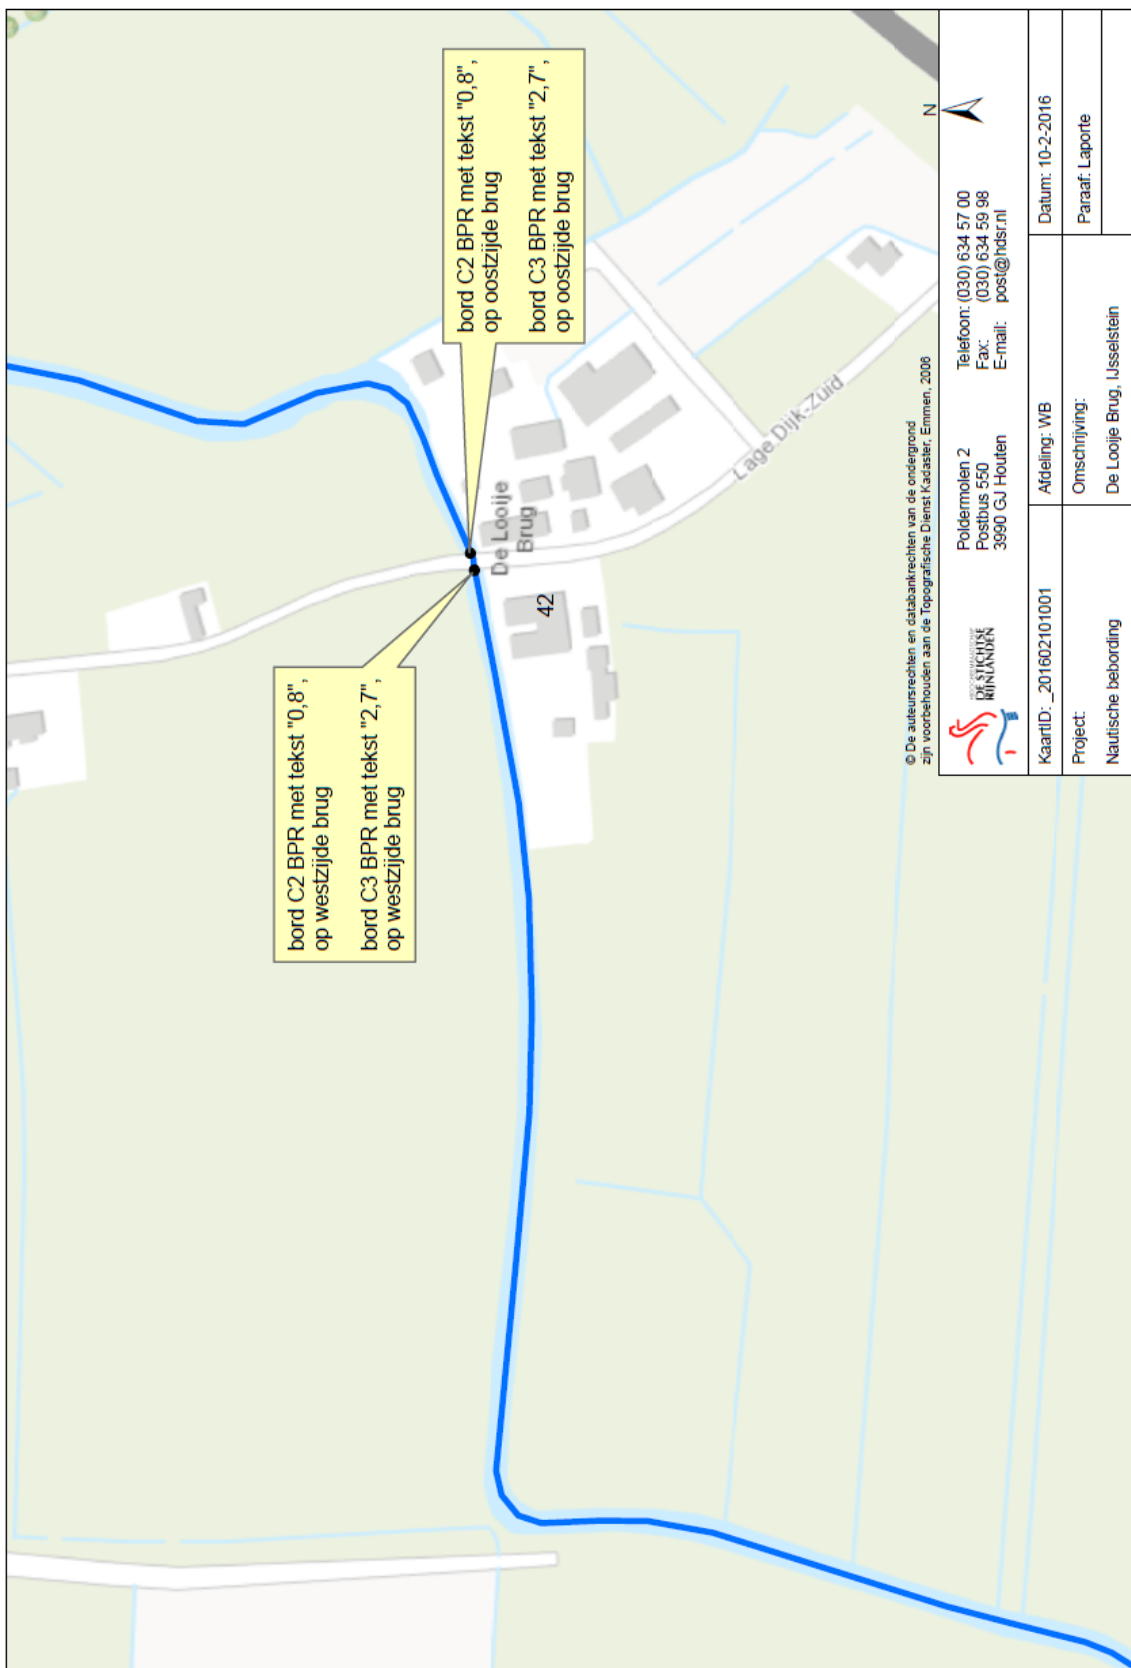 bord C2 BPR met tekst "0,8",
op westzijde brug
bord C3 BPR met tekst "2,7",
op westzijde brug
bord C2 BPR met tekst "0,8",
op oostzijde brug
bord C3 BPR met tekst "2,7",
op oostzijde brug
De Looije
Brug
42
Lage Dijk-Zuid
© De auteursrechten en databankrechten van de ondergrond
zijn voorbehouden aan de Topografische Dienst Kadaster, Emmen, 2006
N
HOOGHEEMRAADSCHAP
DE STICHTSE
RIJNLANDEN
Poldermolen 2
Postbus 550
3990 GJ Houten
Telefoon: (030) 634 57 00
Fax: (030) 634 59 98
E-mail: post@hdsr.nl
KaartID: _201602101001
Afdeling: WB
Datum: 10-2-2016
Project:
Omschrijving:
Paraaf: Laporte
Nautische bebording
De Looije Brug, IJsselstein